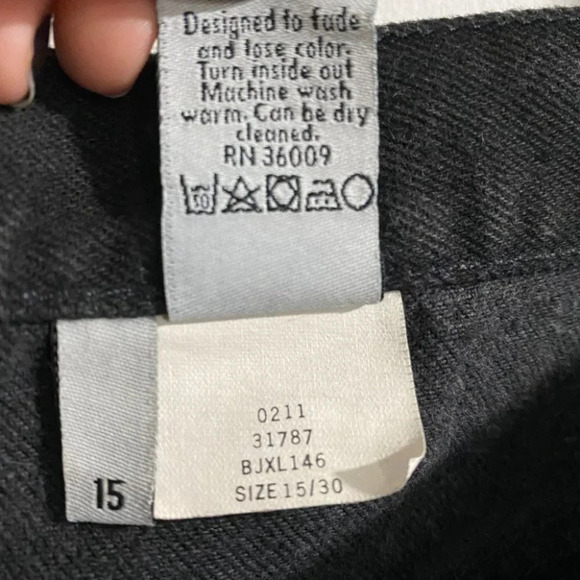 Designed to fade
and lose color.
Turn inside out
Machine wash
warm. Can be dry
cleaned.
RN 36009
30
0211
31787
BJXL146
SIZE 15/30
15